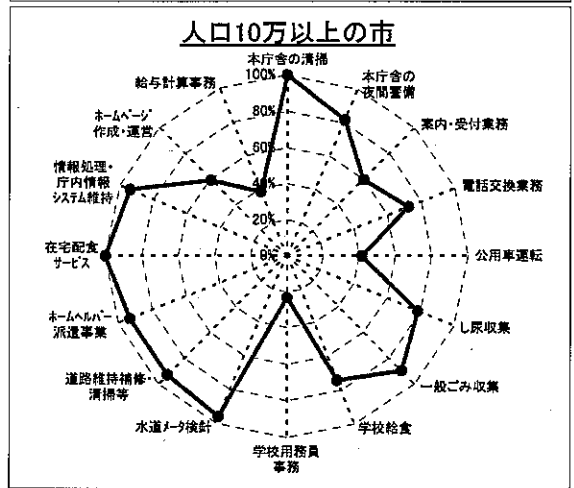 人口10万以上の市
本庁舎の清掃
本庁舎の
夜間警備
案内・受付業務
電話交換業務
公用車運転
し尿収集
一般ごみ収集
学校給食
学校用務員
事務
水道メータ検針
道路維持補修・
清掃等
ホームヘルパー
派遣事業
在宅配食
サービス
情報処理・
庁内情報
システム維持
ホームページ
作成・運営
給与計算事務
100%
80%
60%
40%
20%
0%